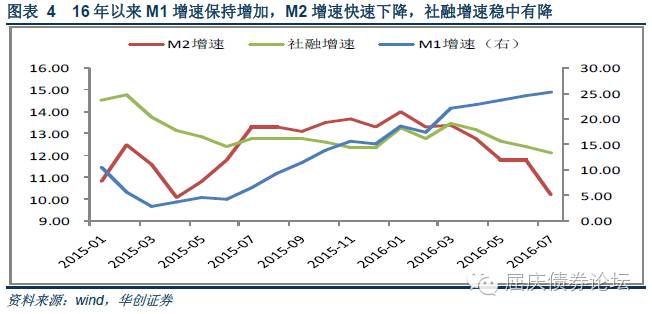 图表 4 16 年以来 M1 增速保持增加，M2 增速快速下降，社融增速稳中有降
M2增速 社融增速 M1增速（右）
16.00 30.00
15.00 25.00
14.00 20.00
13.00 15.00
12.00 10.00
11.00 5.00
10.00 0.00
9.00
2015-01 2015-03 2015-05 2015-07 2015-09 2015-11 2016-01 2016-03 2016-05 2016-07
屈庆债券论坛
资料来源：wind，华创证券